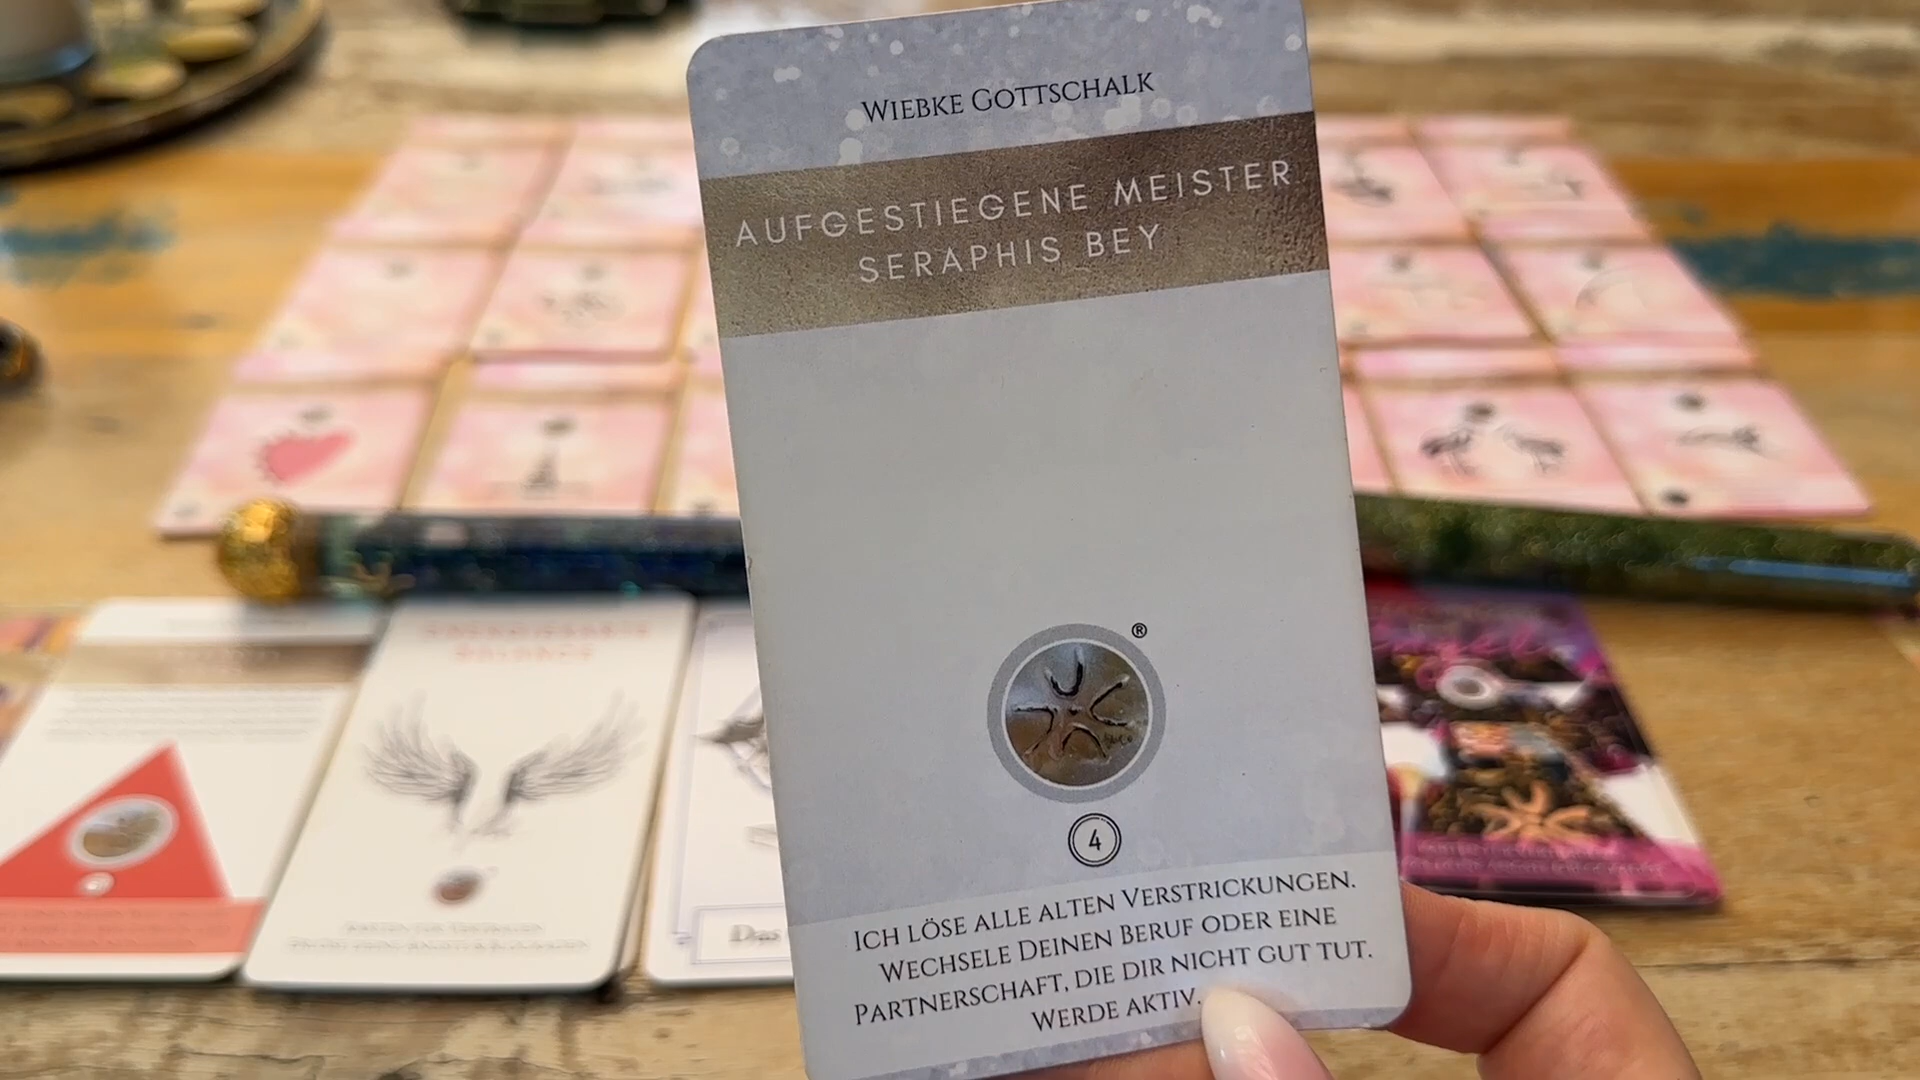 WIEBKE GOTTSCHALK
AUFGESTIEGENE MEISTER
SERAPHIS BEY
®
4
ICH LÖSE ALLE ALTEN VERSTRICKUNGEN.
WECHSELE DEINEN BERUF ODER EINE
PARTNERSCHAFT, DIE DIR NICHT GUT TUT.
WERDE AKTIV.
Das